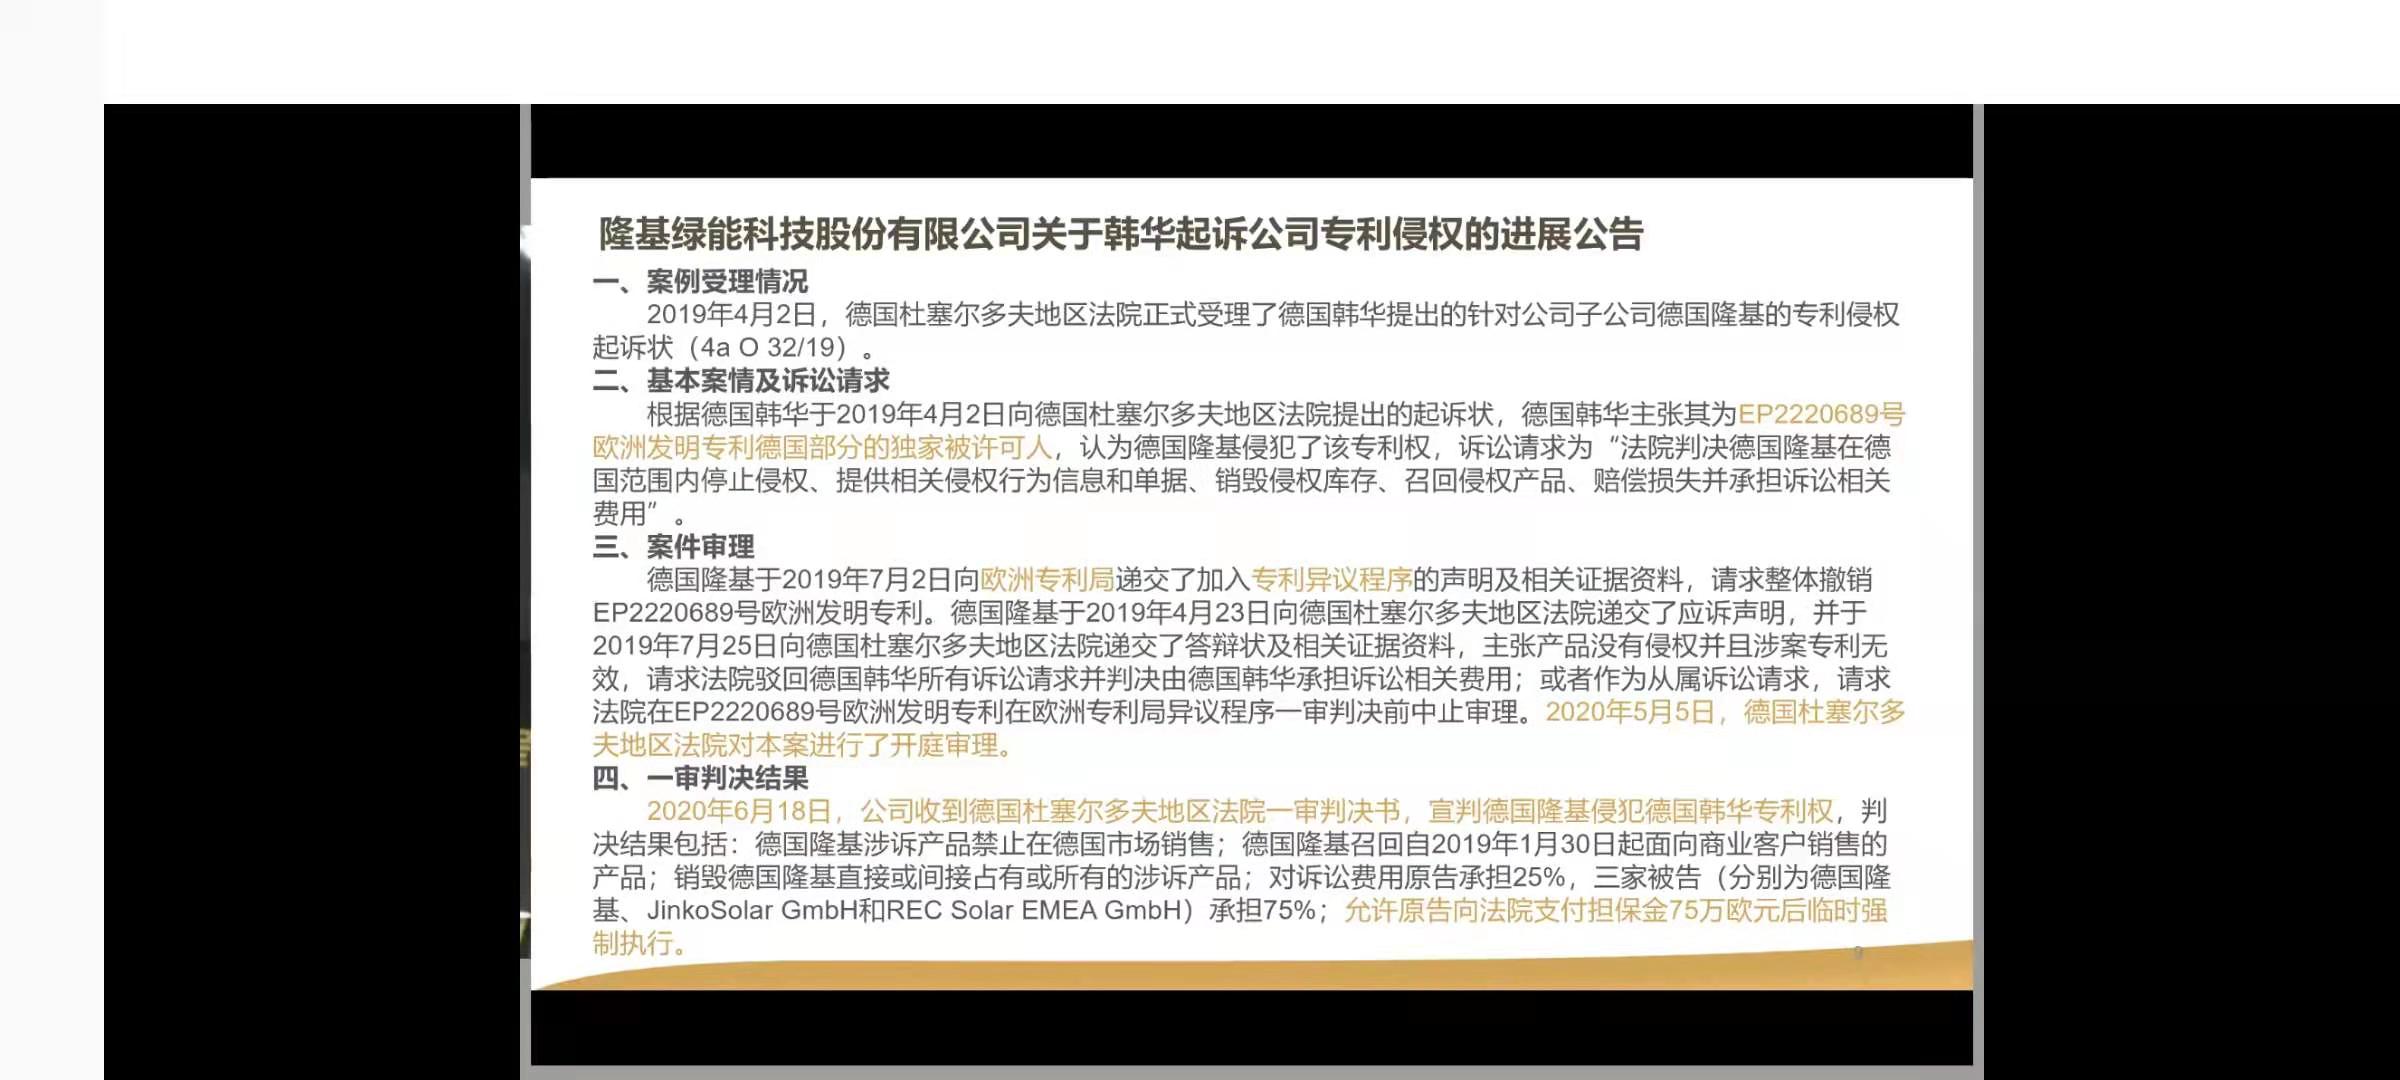 隆基绿能科技股份有限公司关于韩华起诉公司专利侵权的进展公告
一、案例受理情况
2019年4月2日，德国杜塞尔多夫地区法院正式受理了德国韩华提出的针对公司子公司德国隆基的专利侵权
起诉状（4a O 32/19）。
二、基本案情及诉讼请求
根据德国韩华于2019年4月2日向德国杜塞尔多夫地区法院提出的起诉状，德国韩华主张其为EP2220689号
欧洲发明专利德国部分的独家被许可人，认为德国隆基侵犯了该专利权，诉讼请求为“法院判决德国隆基在德
国范围内停止侵权、提供相关侵权行为信息和单据、销毁侵权库存、召回侵权产品、赔偿损失并承担诉讼相关
费用”。
三、案件审理
德国隆基于2019年7月2日向欧洲专利局递交了加入专利异议程序的声明及相关证据资料，请求整体撤销
EP2220689号欧洲发明专利。德国隆基于2019年4月23日向德国杜塞尔多夫地区法院递交了应诉声明，并于
2019年7月25日向德国杜塞尔多夫地区法院递交了答辩状及相关证据资料，主张产品没有侵权并且涉案专利无
效，请求法院驳回德国韩华所有诉讼请求并判决由德国韩华承担诉讼相关费用；或者作为从属诉讼请求，请求
法院在EP2220689号欧洲发明专利在欧洲专利局异议程序一审判决前中止审理。2020年5月5日，德国杜塞尔多
夫地区法院对本案进行了开庭审理。
四、一审判决结果
2020年6月18日，公司收到德国杜塞尔多夫地区法院一审判决书，宣判德国隆基侵犯德国韩华专利权，判
决结果包括：德国隆基涉诉产品禁止在德国市场销售；德国隆基召回自2019年1月30日起面向商业客户销售的
产品；销毁德国隆基直接或间接占有或所有的涉诉产品；对诉讼费用原告承担25%，三家被告（分别为德国隆
基、JinkoSolar GmbH和REC Solar EMEA GmbH）承担75%；允许原告向法院支付担保金75万欧元后临时强
制执行。
9